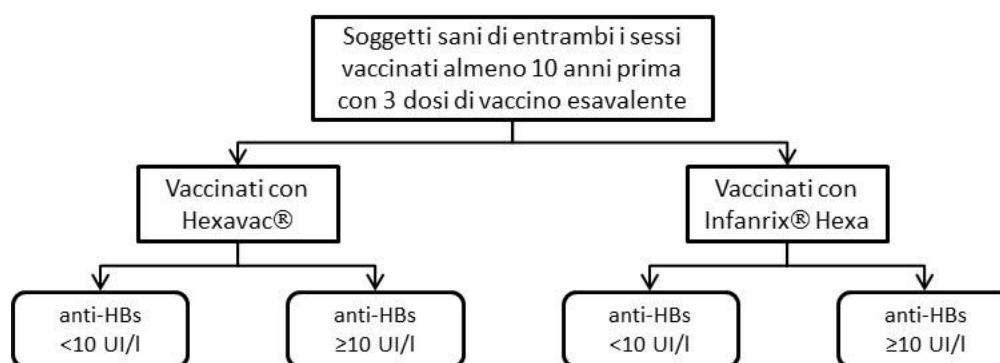 Soggetti sani di entrambi i sessi
vaccinati almeno 10 anni prima
con 3 dosi di vaccino esavalente
Vaccinati con
Hexavac®
Vaccinati con
Infanrix® Hexa
anti-HBs
<10 UI/l
anti-HBs
≥10 UI/l
anti-HBs
<10 UI/l
anti-HBs
≥10 UI/l